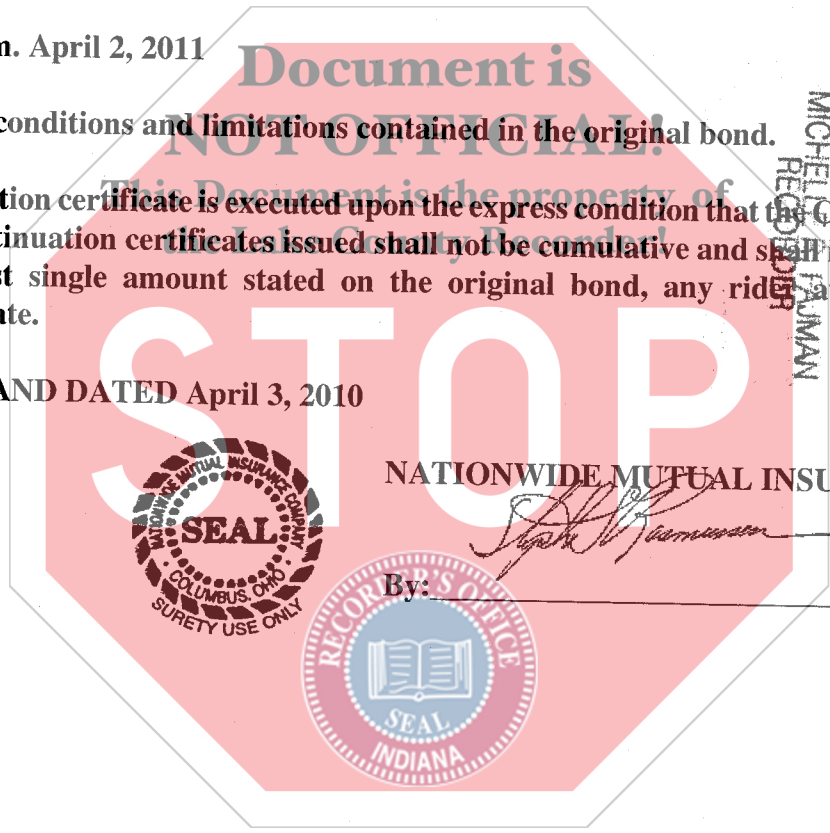 n. April 2, 2011
Document is
NOT OFFICIAL!
conditions and limitations contained in the original bond.
This Document is the property of
the Lake County Recorder!
tion certificate is executed upon the express condition that the
tinuation certificates issued shall not be cumulative and shall
t single amount stated on the original bond, any rider
ate.
AND DATED April 3, 2010
STOP
NATIONWIDE MUTUAL INSU
NATIONWIDE MUTUAL INSURANCE COMPANY
SEAL
COLUMBUS, OHIO
SURETY USE ONLY
By:
RECORDER'S OFFICE
SEAL
INDIANA
RECORDER
FAJMAN